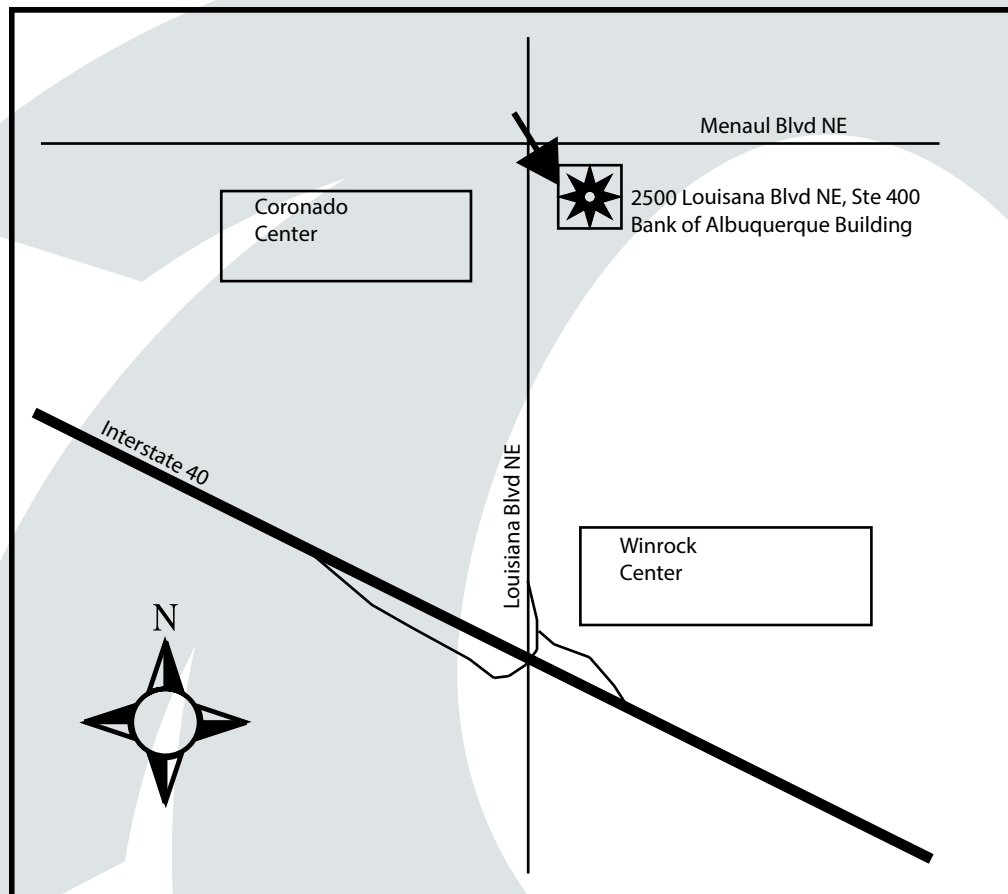 Menaul Blvd NE
Coronado
Center
2500 Louisana Blvd NE, Ste 400
Bank of Albuquerque Building
Interstate 40
Louisiana Blvd NE
Winrock
Center
N